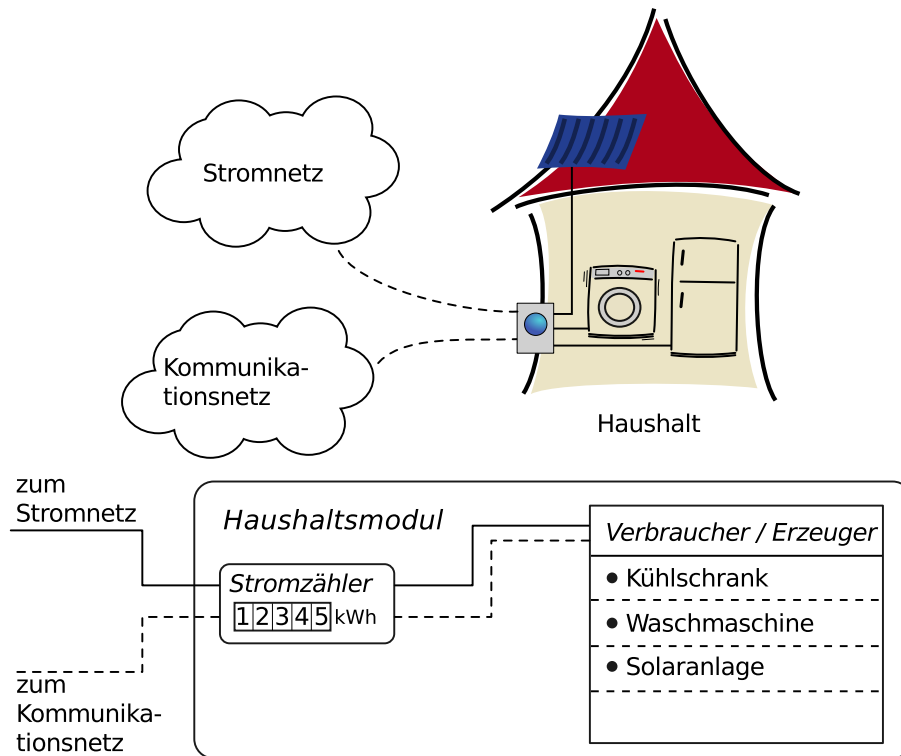 Stromnetz
Kommunika-
tionsnetz
Haushalt
zum
Stromnetz
Haushaltsmodul
Verbraucher / Erzeuger
Stromzähler
12345 kWh
• Kühlschrank
• Waschmaschine
• Solaranlage
zum
Kommunika-
tionsnetz